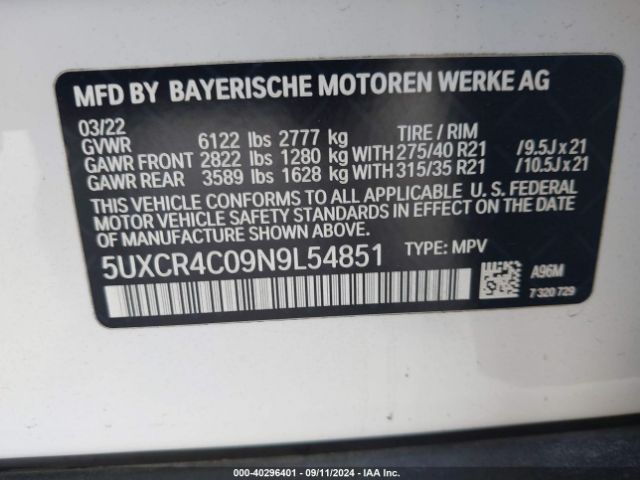 MFD BY BAYERISCHE MOTOREN WERKE AG
03/22
GVWR 6122 lbs 2777 kg TIRE / RIM
GAWR FRONT 2822 lbs 1280 kg WITH 275/40 R21 /9.5J x 21
GAWR REAR 3589 lbs 1628 kg WITH 315/35 R21 /10.5J x 21
THIS VEHICLE CONFORMS TO ALL APPLICABLE U. S. FEDERAL
MOTOR VEHICLE SAFETY STANDARDS IN EFFECT ON THE DATE OF
MANUFACTURE SHOWN ABOVE.
5UXCR4C09N9L54851 TYPE: MPV
A96M
7 320 729
000-40296401 - 09/11/2024 - IAA Inc.